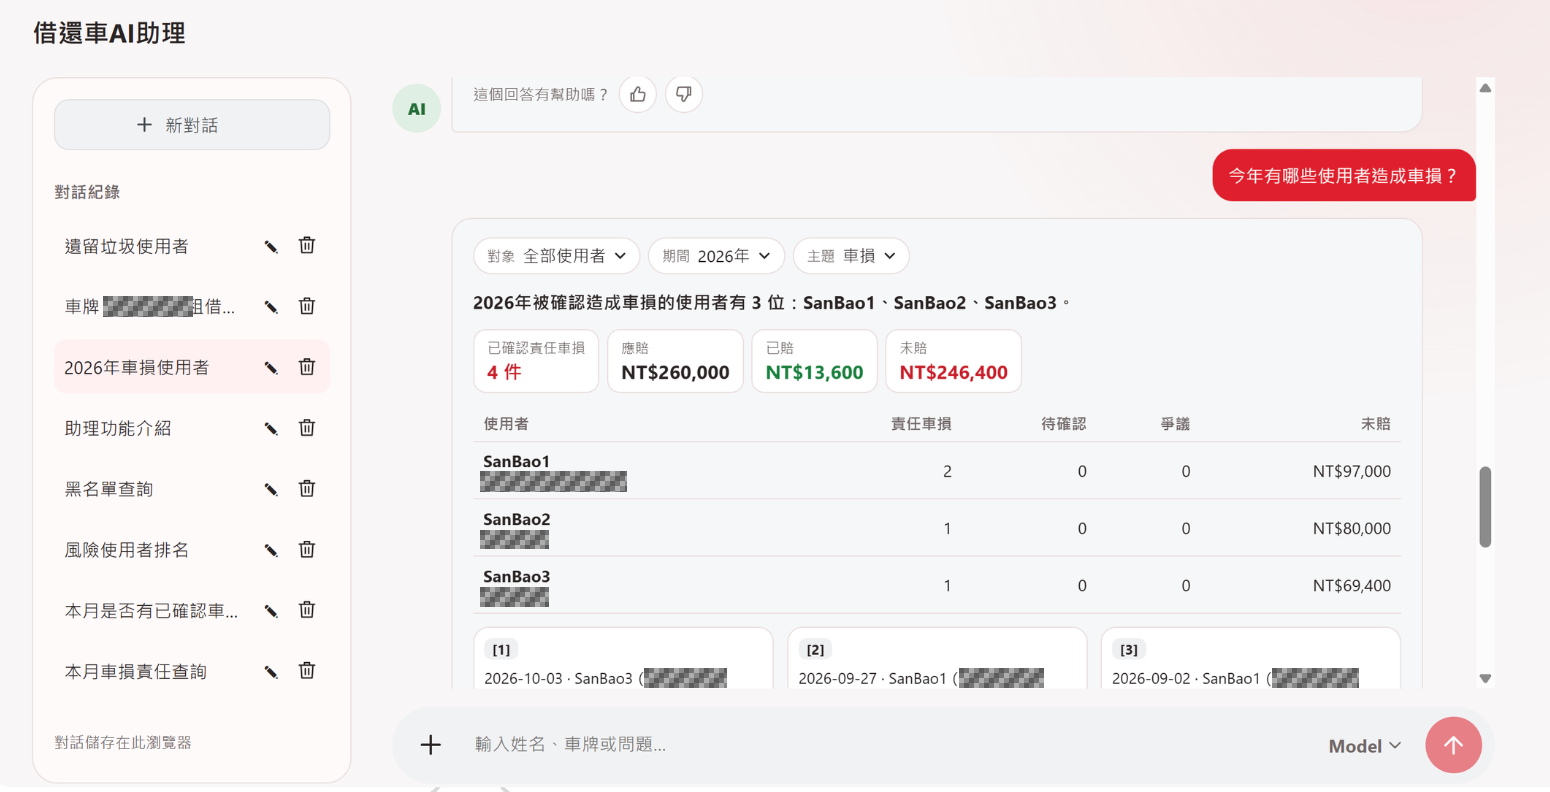 借還車AI助理
+ 新對話
對話紀錄
遺留垃圾使用者
車牌 租借...
2026年車損使用者
助理功能介紹
黑名單查詢
風險使用者排名
本月是否有已確認車...
本月車損責任查詢
對話儲存在此瀏覽器
AI
這個回答有幫助嗎？
今年有哪些使用者造成車損？
對象 全部使用者
期間 2026年
主題 車損
2026年被確認造成車損的使用者有 3 位：SanBao1、SanBao2、SanBao3。
已確認責任車損
4 件
應賠
NT$260,000
已賠
NT$13,600
未賠
NT$246,400
使用者 責任車損 待確認 爭議 未賠
SanBao1
2 0 0 NT$97,000
SanBao2
1 0 0 NT$80,000
SanBao3
1 0 0 NT$69,400
[1]
2026-10-03 · SanBao3 (
[2]
2026-09-27 · SanBao1 (
[3]
2026-09-02 · SanBao1 (
輸入姓名、車牌或問題...
Model